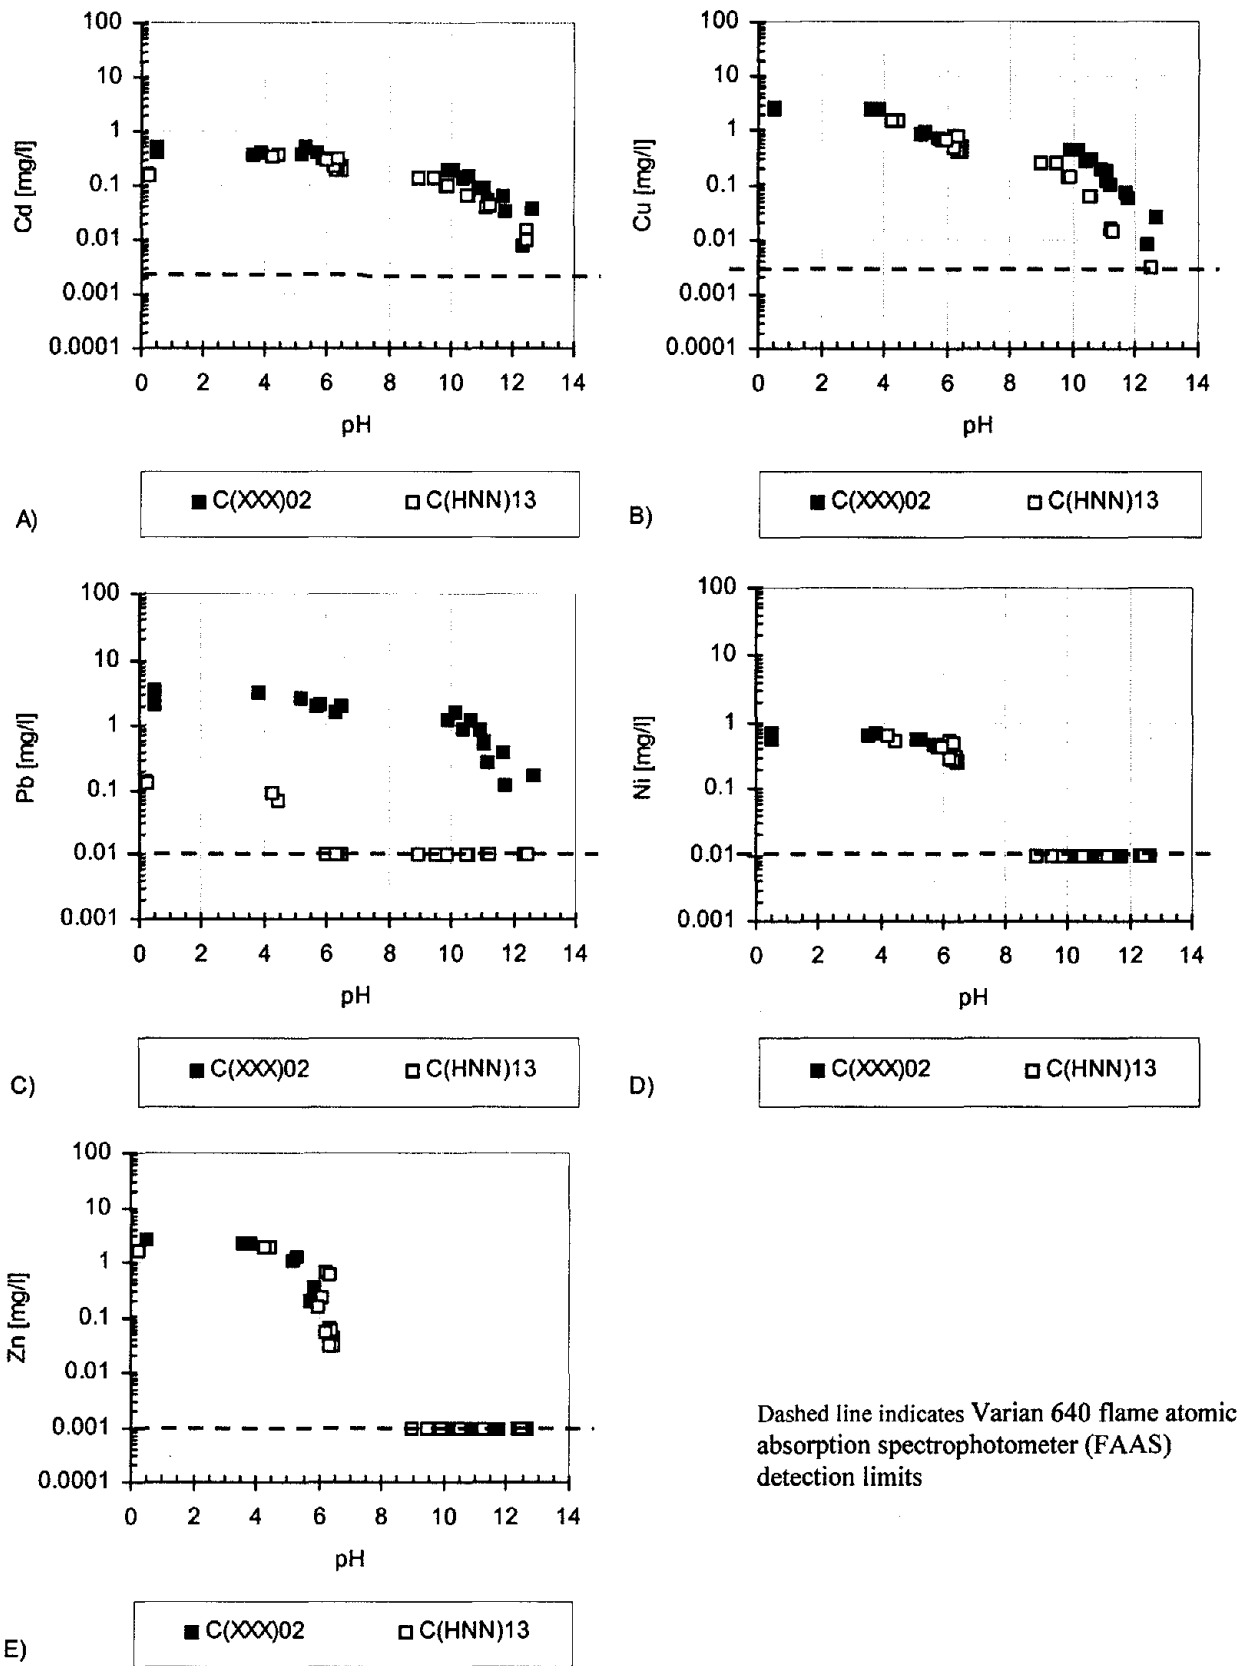 100
10
1
0.1
0.01
0.001
0.0001
Cd [mg/l]
0 2 4 6 8 10 12 14
pH
C(XXX)02 C(HNN)13
A)
100
10
1
0.1
0.01
0.001
0.0001
Cu [mg/l]
0 2 4 6 8 10 12 14
pH
C(XXX)02 C(HNN)13
B)
100
10
1
0.1
0.01
0.001
Pb [mg/l]
0 2 4 6 8 10 12 14
pH
C(XXX)02 C(HNN)13
C)
100
10
1
0.1
0.01
0.001
Ni [mg/l]
0 2 4 6 8 10 12 14
pH
C(XXX)02 C(HNN)13
D)
100
10
1
0.1
0.01
0.001
0.0001
Zn [mg/l]
0 2 4 6 8 10 12 14
pH
C(XXX)02 C(HNN)13
E)
Dashed line indicates Varian 640 flame atomic
absorption spectrophotometer (FAAS)
detection limits